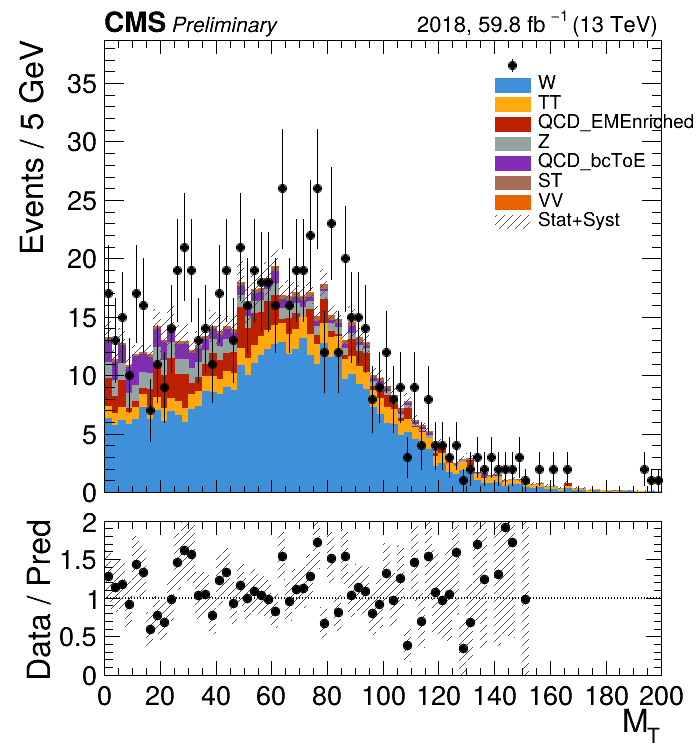 CMS Preliminary 2018, 59.8 fb⁻¹ (13 TeV)
Events / 5 GeV
35
30
25
20
15
10
5
0
W
TT
QCD_EMEnriched
Z
QCD_bcToE
ST
VV
Stat+Syst
Data / Pred
2
1.5
1
0.5
0
0 20 40 60 80 100 120 140 160 180 200
M_T